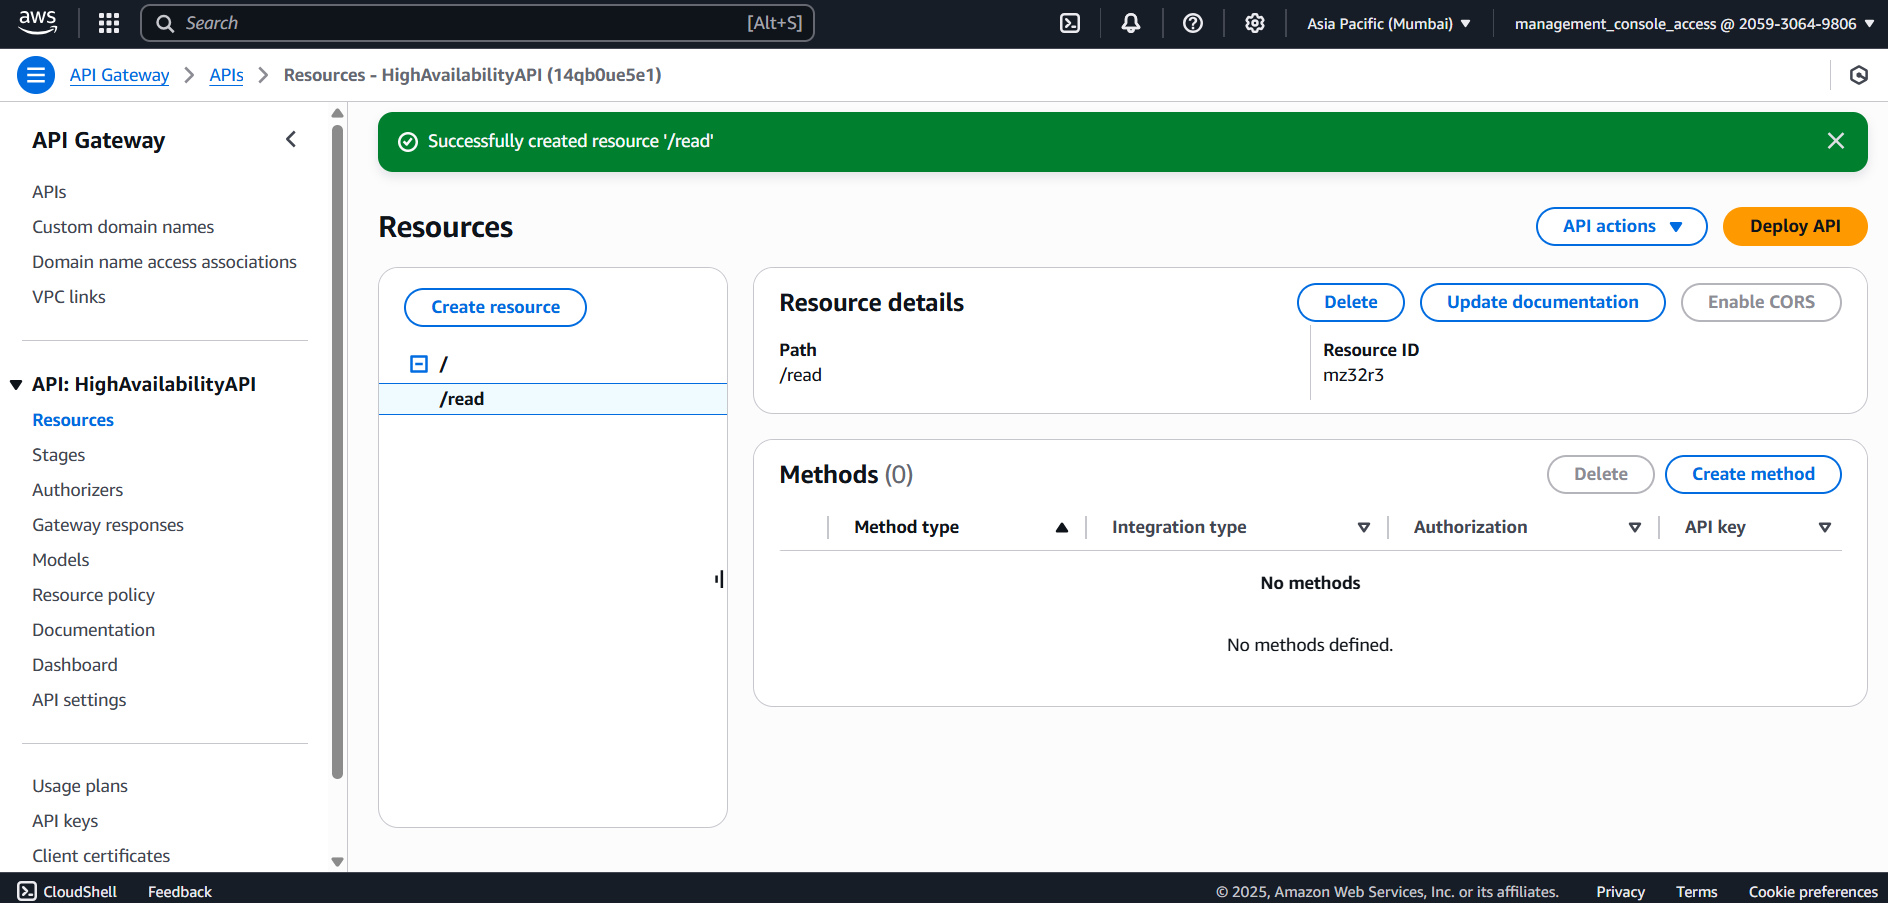 aws
Search [Alt+S]
Asia Pacific (Mumbai)
management_console_access @ 2059-3064-9806
API Gateway
APIs
Resources - HighAvailabilityAPI (14qb0ue5e1)
API Gateway
APIs
Custom domain names
Domain name access associations
VPC links
API: HighAvailabilityAPI
Resources
Stages
Authorizers
Gateway responses
Models
Resource policy
Documentation
Dashboard
API settings
Usage plans
API keys
Client certificates
Successfully created resource '/read'
Resources
API actions
Deploy API
Create resource
/
/read
Resource details
Delete
Update documentation
Enable CORS
Path
/read
Resource ID
mz32r3
Methods (0)
Delete
Create method
Method type
Integration type
Authorization
API key
No methods
No methods defined.
CloudShell
Feedback
© 2025, Amazon Web Services, Inc. or its affiliates.
Privacy
Terms
Cookie preferences